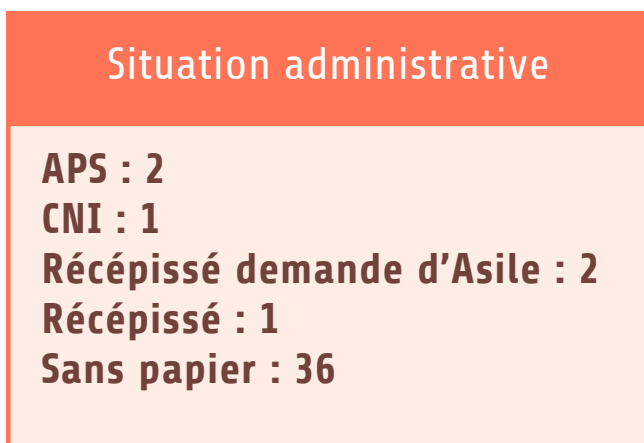 Situation administrative
APS : 2
CNI : 1
Récépissé demande d’Asile : 2
Récépissé : 1
Sans papier : 36